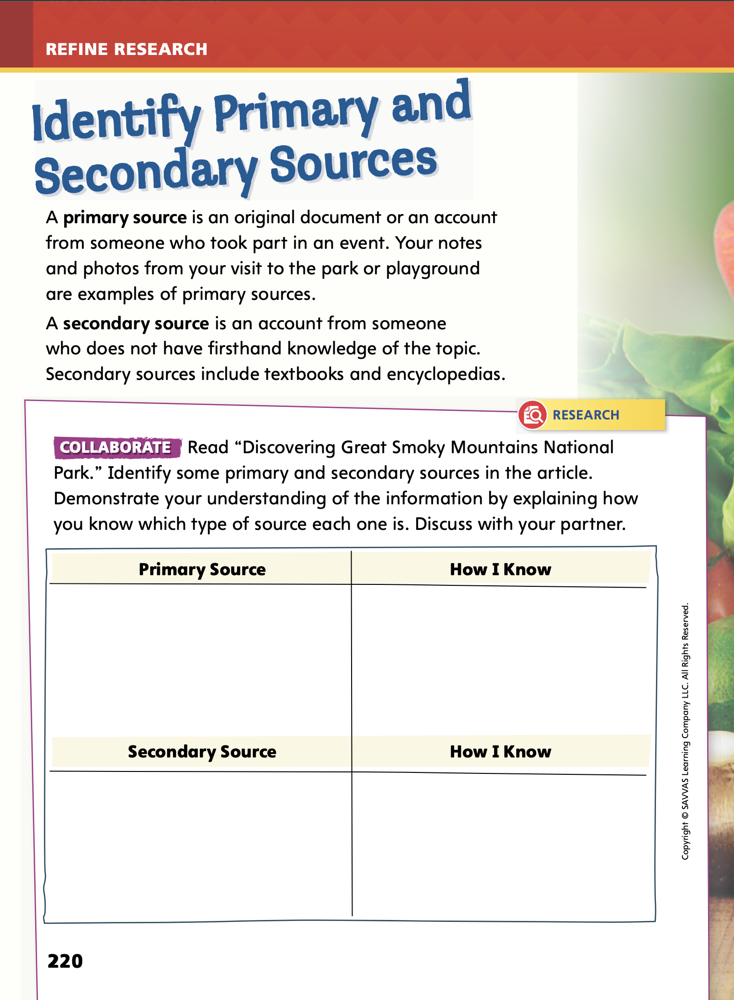 REFINE RESEARCH
Identify Primary and
Secondary Sources
A primary source is an original document or an account
from someone who took part in an event. Your notes
and photos from your visit to the park or playground
are examples of primary sources.
A secondary source is an account from someone
who does not have firsthand knowledge of the topic.
Secondary sources include textbooks and encyclopedias.
RESEARCH
COLLABORATE Read “Discovering Great Smoky Mountains National
Park.” Identify some primary and secondary sources in the article.
Demonstrate your understanding of the information by explaining how
you know which type of source each one is. Discuss with your partner.
Primary Source How I Know
Secondary Source How I Know
Copyright © SAVVAS Learning Company LLC. All Rights Reserved.
220